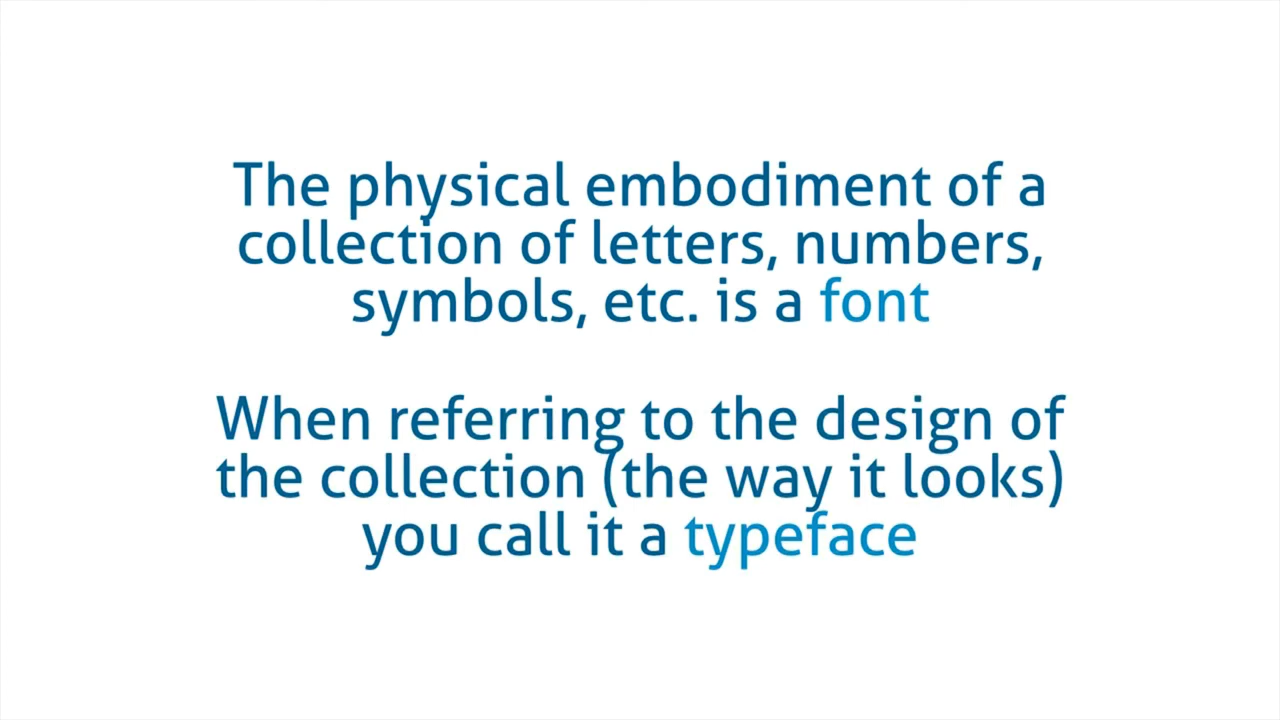 The physical embodiment of a
collection of letters, numbers,
symbols, etc. is a font
When referring to the design of
the collection (the way it looks)
you call it a typeface